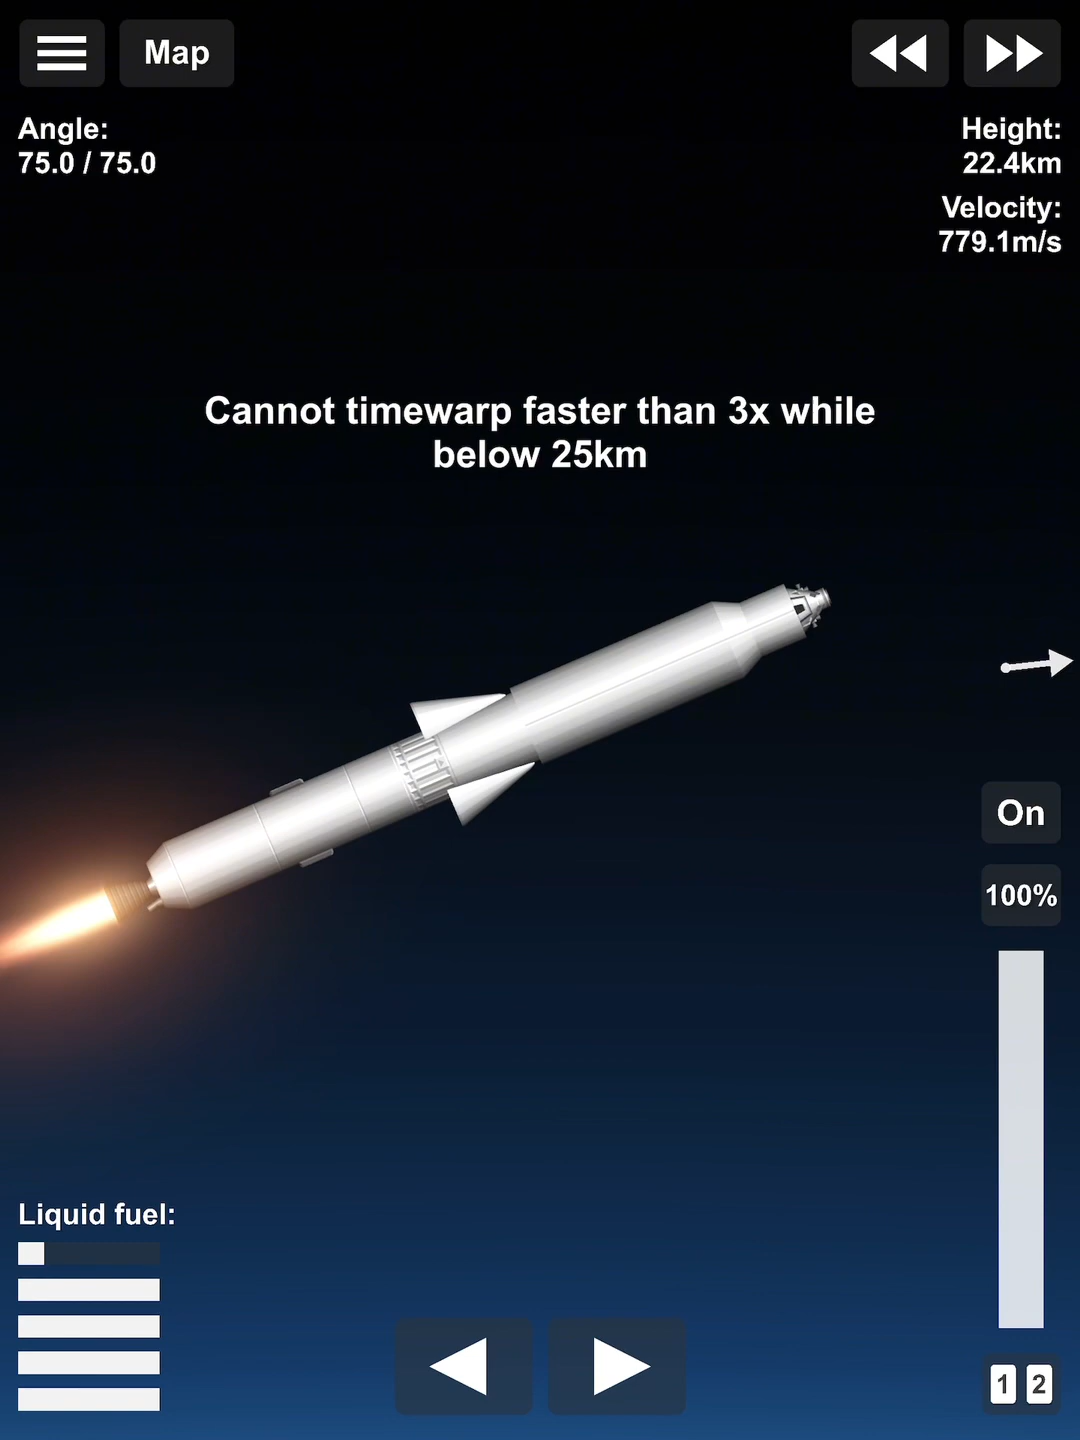 Map
Angle:
75.0 / 75.0
Height:
22.4km
Velocity:
779.1m/s
Cannot timewarp faster than 3x while
below 25km
On
100%
Liquid fuel:
1 2